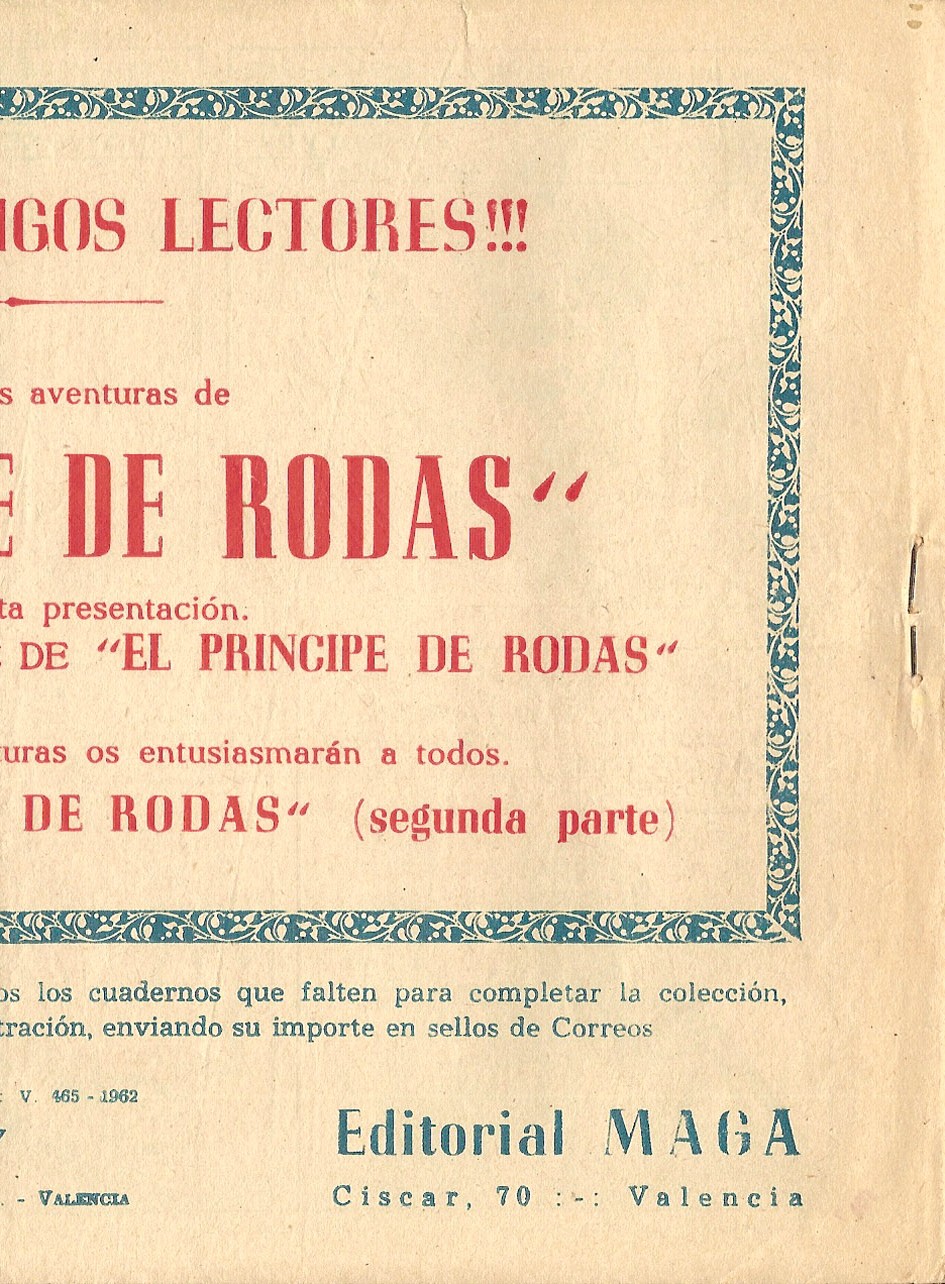 IGOS LECTORES!!!
s aventuras de
E DE RODAS“
ta presentación.
DE “EL PRINCIPE DE RODAS“
turas os entusiasmarán a todos.
DE RODAS“ (segunda parte)
os los cuadernos que falten para completar la colección,
tración, enviando su importe en sellos de Correos
: V. 465 - 1962
Editorial MAGA
. - VALENCIA
Ciscar, 70 :-: Valencia